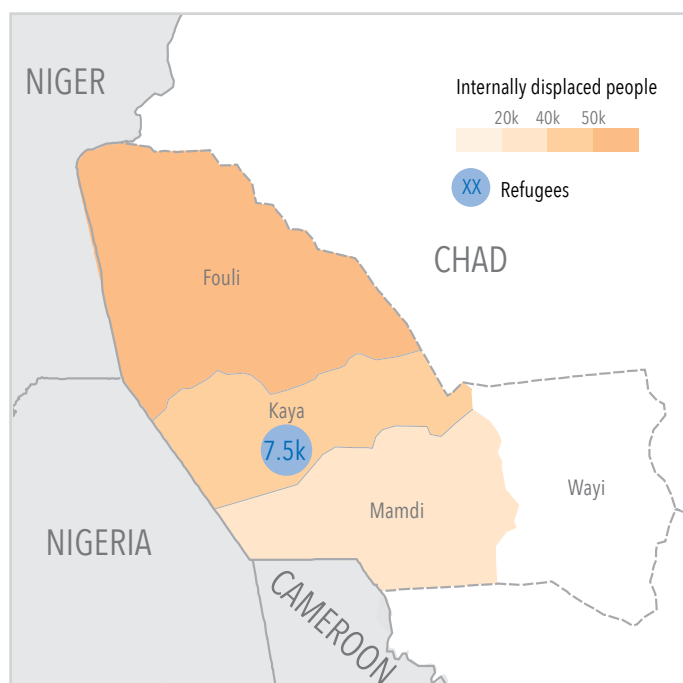 NIGER
Internally displaced people
20k 40k 50k
XX Refugees
CHAD
Fouli
Kaya
7.5k
Wayi
Mamdi
NIGERIA
CAMEROON